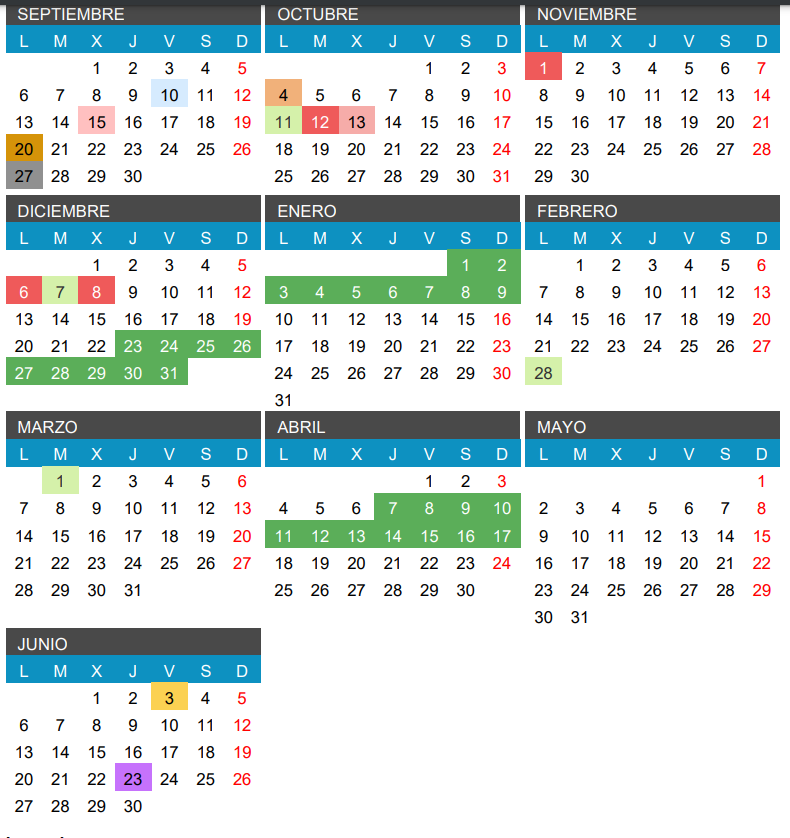 SEPTIEMBRE
L M X J V S D
1 2 3 4 5
6 7 8 9 10 11 12
13 14 15 16 17 18 19
20 21 22 23 24 25 26
27 28 29 30
OCTUBRE
L M X J V S D
1 2 3
4 5 6 7 8 9 10
11 12 13 14 15 16 17
18 19 20 21 22 23 24
25 26 27 28 29 30 31
NOVIEMBRE
L M X J V S D
1 2 3 4 5 6 7
8 9 10 11 12 13 14
15 16 17 18 19 20 21
22 23 24 25 26 27 28
29 30
DICIEMBRE
L M X J V S D
1 2 3 4 5
6 7 8 9 10 11 12
13 14 15 16 17 18 19
20 21 22 23 24 25 26
27 28 29 30 31
ENERO
L M X J V S D
1 2
3 4 5 6 7 8 9
10 11 12 13 14 15 16
17 18 19 20 21 22 23
24 25 26 27 28 29 30
31
FEBRERO
L M X J V S D
1 2 3 4 5 6
7 8 9 10 11 12 13
14 15 16 17 18 19 20
21 22 23 24 25 26 27
28
MARZO
L M X J V S D
1 2 3 4 5 6
7 8 9 10 11 12 13
14 15 16 17 18 19 20
21 22 23 24 25 26 27
28 29 30 31
ABRIL
L M X J V S D
1 2 3
4 5 6 7 8 9 10
11 12 13 14 15 16 17
18 19 20 21 22 23 24
25 26 27 28 29 30
MAYO
L M X J V S D
1
2 3 4 5 6 7 8
9 10 11 12 13 14 15
16 17 18 19 20 21 22
23 24 25 26 27 28 29
30 31
JUNIO
L M X J V S D
1 2 3 4 5
6 7 8 9 10 11 12
13 14 15 16 17 18 19
20 21 22 23 24 25 26
27 28 29 30